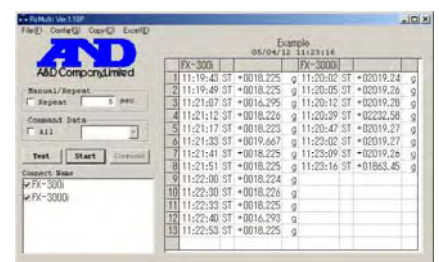 RsMulti Ver3.10P
File(F) Config(G) Copy(C) Excel(D)
AND
A&D Company,Limited
Example
05/04/12 11:23:16
Manual/Repeat
Repeat 5 sec
Command Data
All
Test Start Command
Connect Name
FX-300i
FX-3000i
FX-300i FX-3000i
1 11:19:43 ST +0018.225 g 11:20:02 ST +02019.24 g
2 11:19:49 ST +0018.225 g 11:20:05 ST +02019.26 g
3 11:21:07 ST +0016.295 g 11:20:12 ST +02019.28 g
4 11:21:12 ST +0018.226 g 11:20:39 ST +02232.58 g
5 11:21:17 ST +0018.223 g 11:20:47 ST +02019.27 g
6 11:21:33 ST +0019.667 g 11:23:02 ST +02019.27 g
7 11:21:41 ST +0018.225 g 11:23:09 ST +02019.26 g
8 11:21:51 ST +0018.225 g 11:23:16 ST +01863.45 g
9 11:22:00 ST +0018.224 g
10 11:22:30 ST +0018.226 g
11 11:22:33 ST +0018.225 g
12 11:22:40 ST +0016.293 g
13 11:22:53 ST +0018.225 g